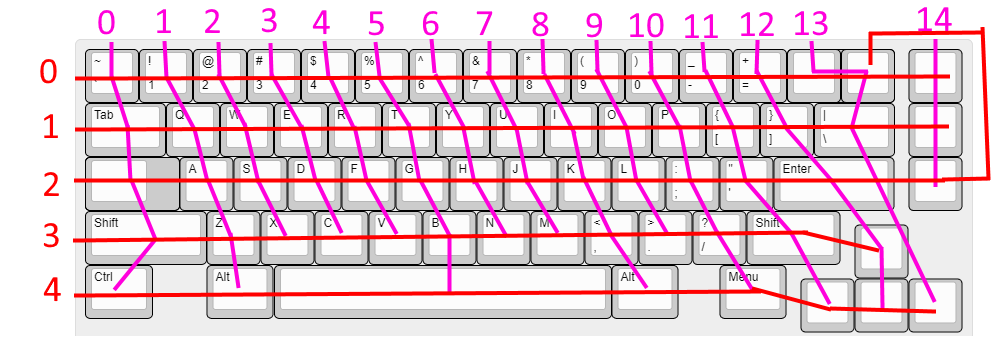 0 1 2 3 4 5 6 7 8 9 10 11 12 13 14
0 ~ ! @ # $ % ^ & * ( ) _ +
` 1 2 3 4 5 6 7 8 9 0 - =
1 Tab Q W E R T Y U I O P { } |
[ ] \
2 A S D F G H J K L : " Enter
; '
3 Shift Z X C V B N M < > ? Shift
, . /
4 Ctrl Alt Alt Menu